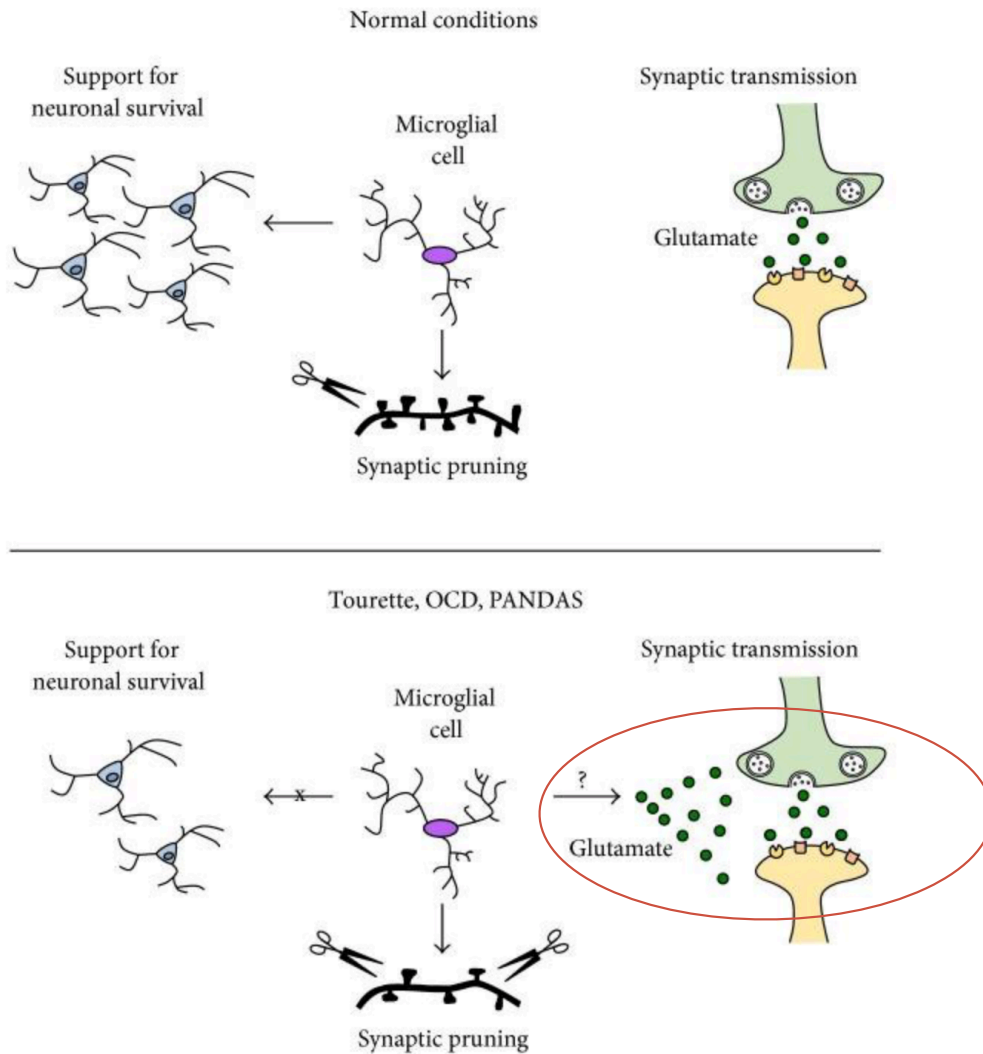 Normal conditions
Support for
neuronal survival
Microglial
cell
Synaptic transmission
Glutamate
Synaptic pruning
Tourette, OCD, PANDAS
Support for
neuronal survival
Microglial
cell
Synaptic transmission
x
?
Glutamate
Synaptic pruning